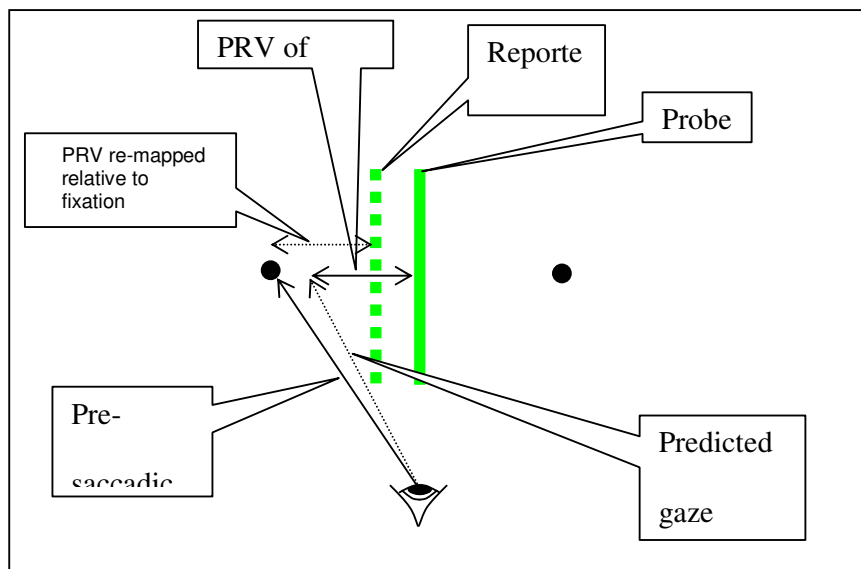 PRV of
Reporte
Probe
PRV re-mapped
relative to
fixation
Pre-
saccadic
Predicted
gaze